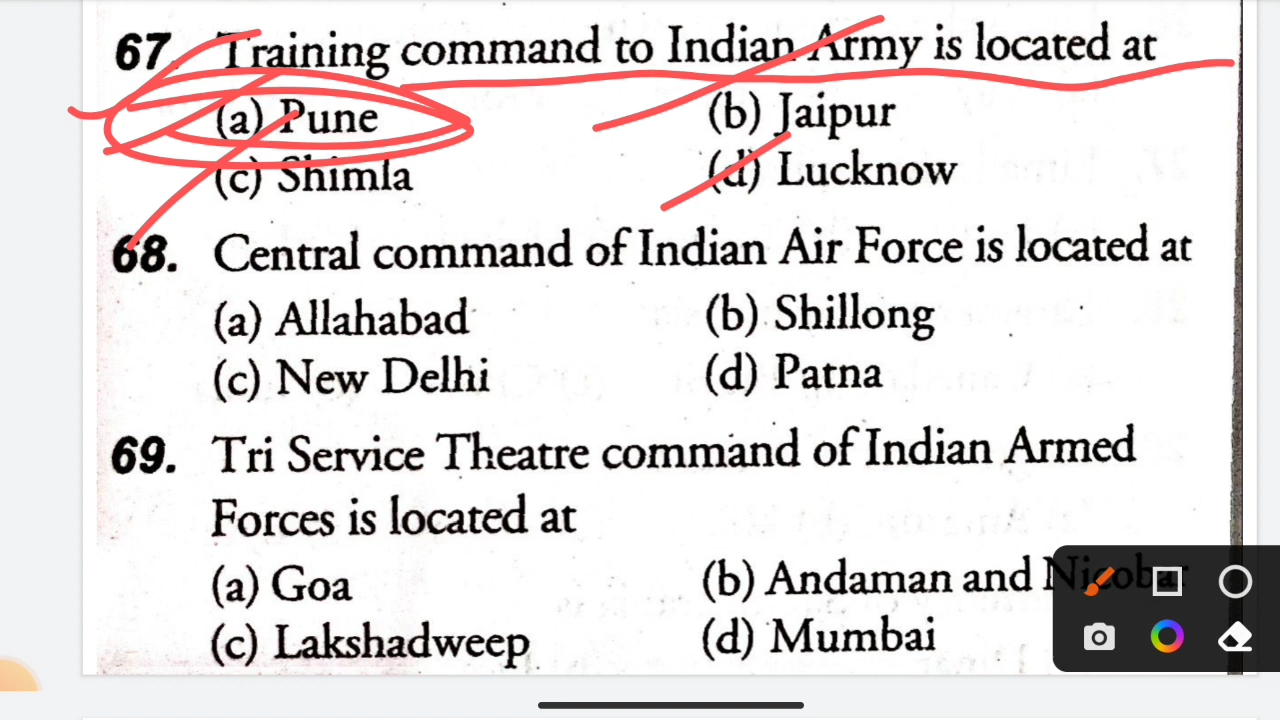 67. Training command to Indian Army is located at
(a) Pune (b) Jaipur
(c) Shimla (d) Lucknow
68. Central command of Indian Air Force is located at
(a) Allahabad (b) Shillong
(c) New Delhi (d) Patna
69. Tri Service Theatre command of Indian Armed
Forces is located at
(a) Goa (b) Andaman and Nicobar
(c) Lakshadweep (d) Mumbai